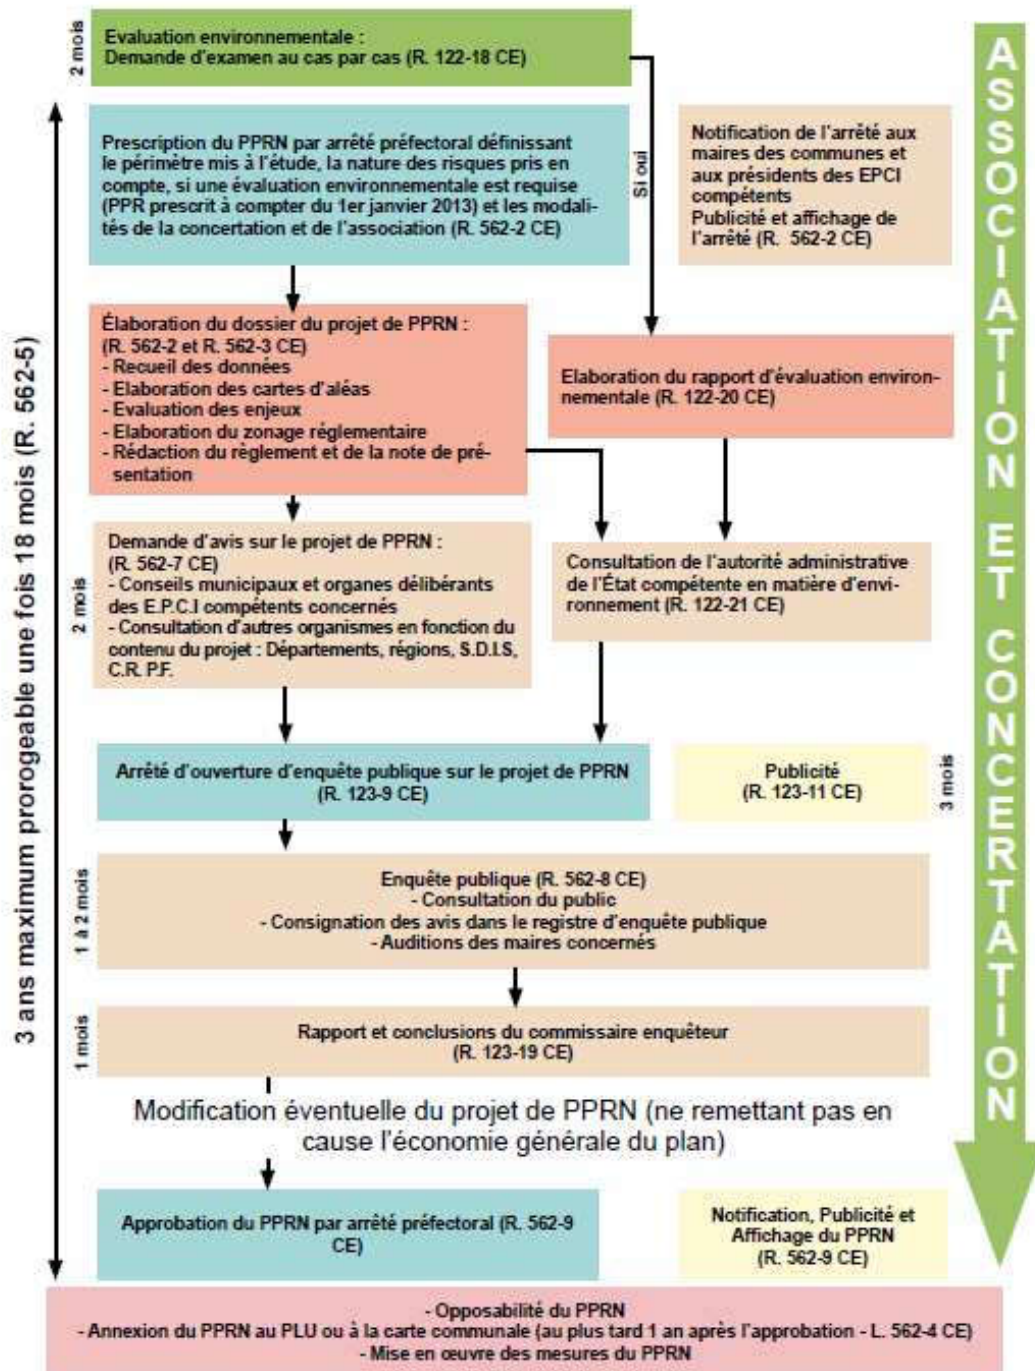 2 mois
Evaluation environnementale :
Demande d'examen au cas par cas (R. 122-18 CE)
Prescription du PPRN par arrêté préfectoral définissant
le périmètre mis à l'étude, la nature des risques pris en
compte, si une évaluation environnementale est requise
(PPR prescrit à compter du 1er janvier 2013) et les modali-
tés de la concertation et de l'association (R. 562-2 CE)
Si oui
Notification de l'arrêté aux
maires des communes et
aux présidents des EPCI
compétents
Publicité et affichage de
l'arrêté (R. 562-2 CE)
Élaboration du dossier du projet de PPRN :
(R. 562-2 et R. 562-3 CE)
- Recueil des données
- Elaboration des cartes d'aléas
- Evaluation des enjeux
- Elaboration du zonage réglementaire
- Rédaction du règlement et de la note de pré-
sentation
Elaboration du rapport d'évaluation environ-
nementale (R. 122-20 CE)
2 mois
Demande d'avis sur le projet de PPRN :
(R. 562-7 CE)
- Conseils municipaux et organes délibérants
des E.P.C.I compétents concernés
- Consultation d'autres organismes en fonction du
contenu du projet : Départements, régions, S.D.I.S,
C.R. P.F.
Consultation de l'autorité administrative
de l'État compétente en matière d'envi-
ronnement (R. 122-21 CE)
Arrêté d'ouverture d'enquête publique sur le projet de PPRN
(R. 123-9 CE)
Publicité
(R. 123-11 CE)
3 mois
1 à 2 mois
Enquête publique (R. 562-8 CE)
- Consultation du public
- Consignation des avis dans le registre d'enquête publique
- Auditions des maires concernés
1 mois
Rapport et conclusions du commissaire enquêteur
(R. 123-19 CE)
Modification éventuelle du projet de PPRN (ne remettant pas en
cause l'économie générale du plan)
Approbation du PPRN par arrêté préfectoral (R. 562-9
CE)
Notification, Publicité et
Affichage du PPRN
(R. 562-9 CE)
- Opposabilité du PPRN
- Annexion du PPRN au PLU ou à la carte communale (au plus tard 1 an après l'approbation - L. 562-4 CE)
- Mise en œuvre des mesures du PPRN
3 ans maximum prorogeable une fois 18 mois (R. 562-5)
ASSOCIATION ET CONCERTATION